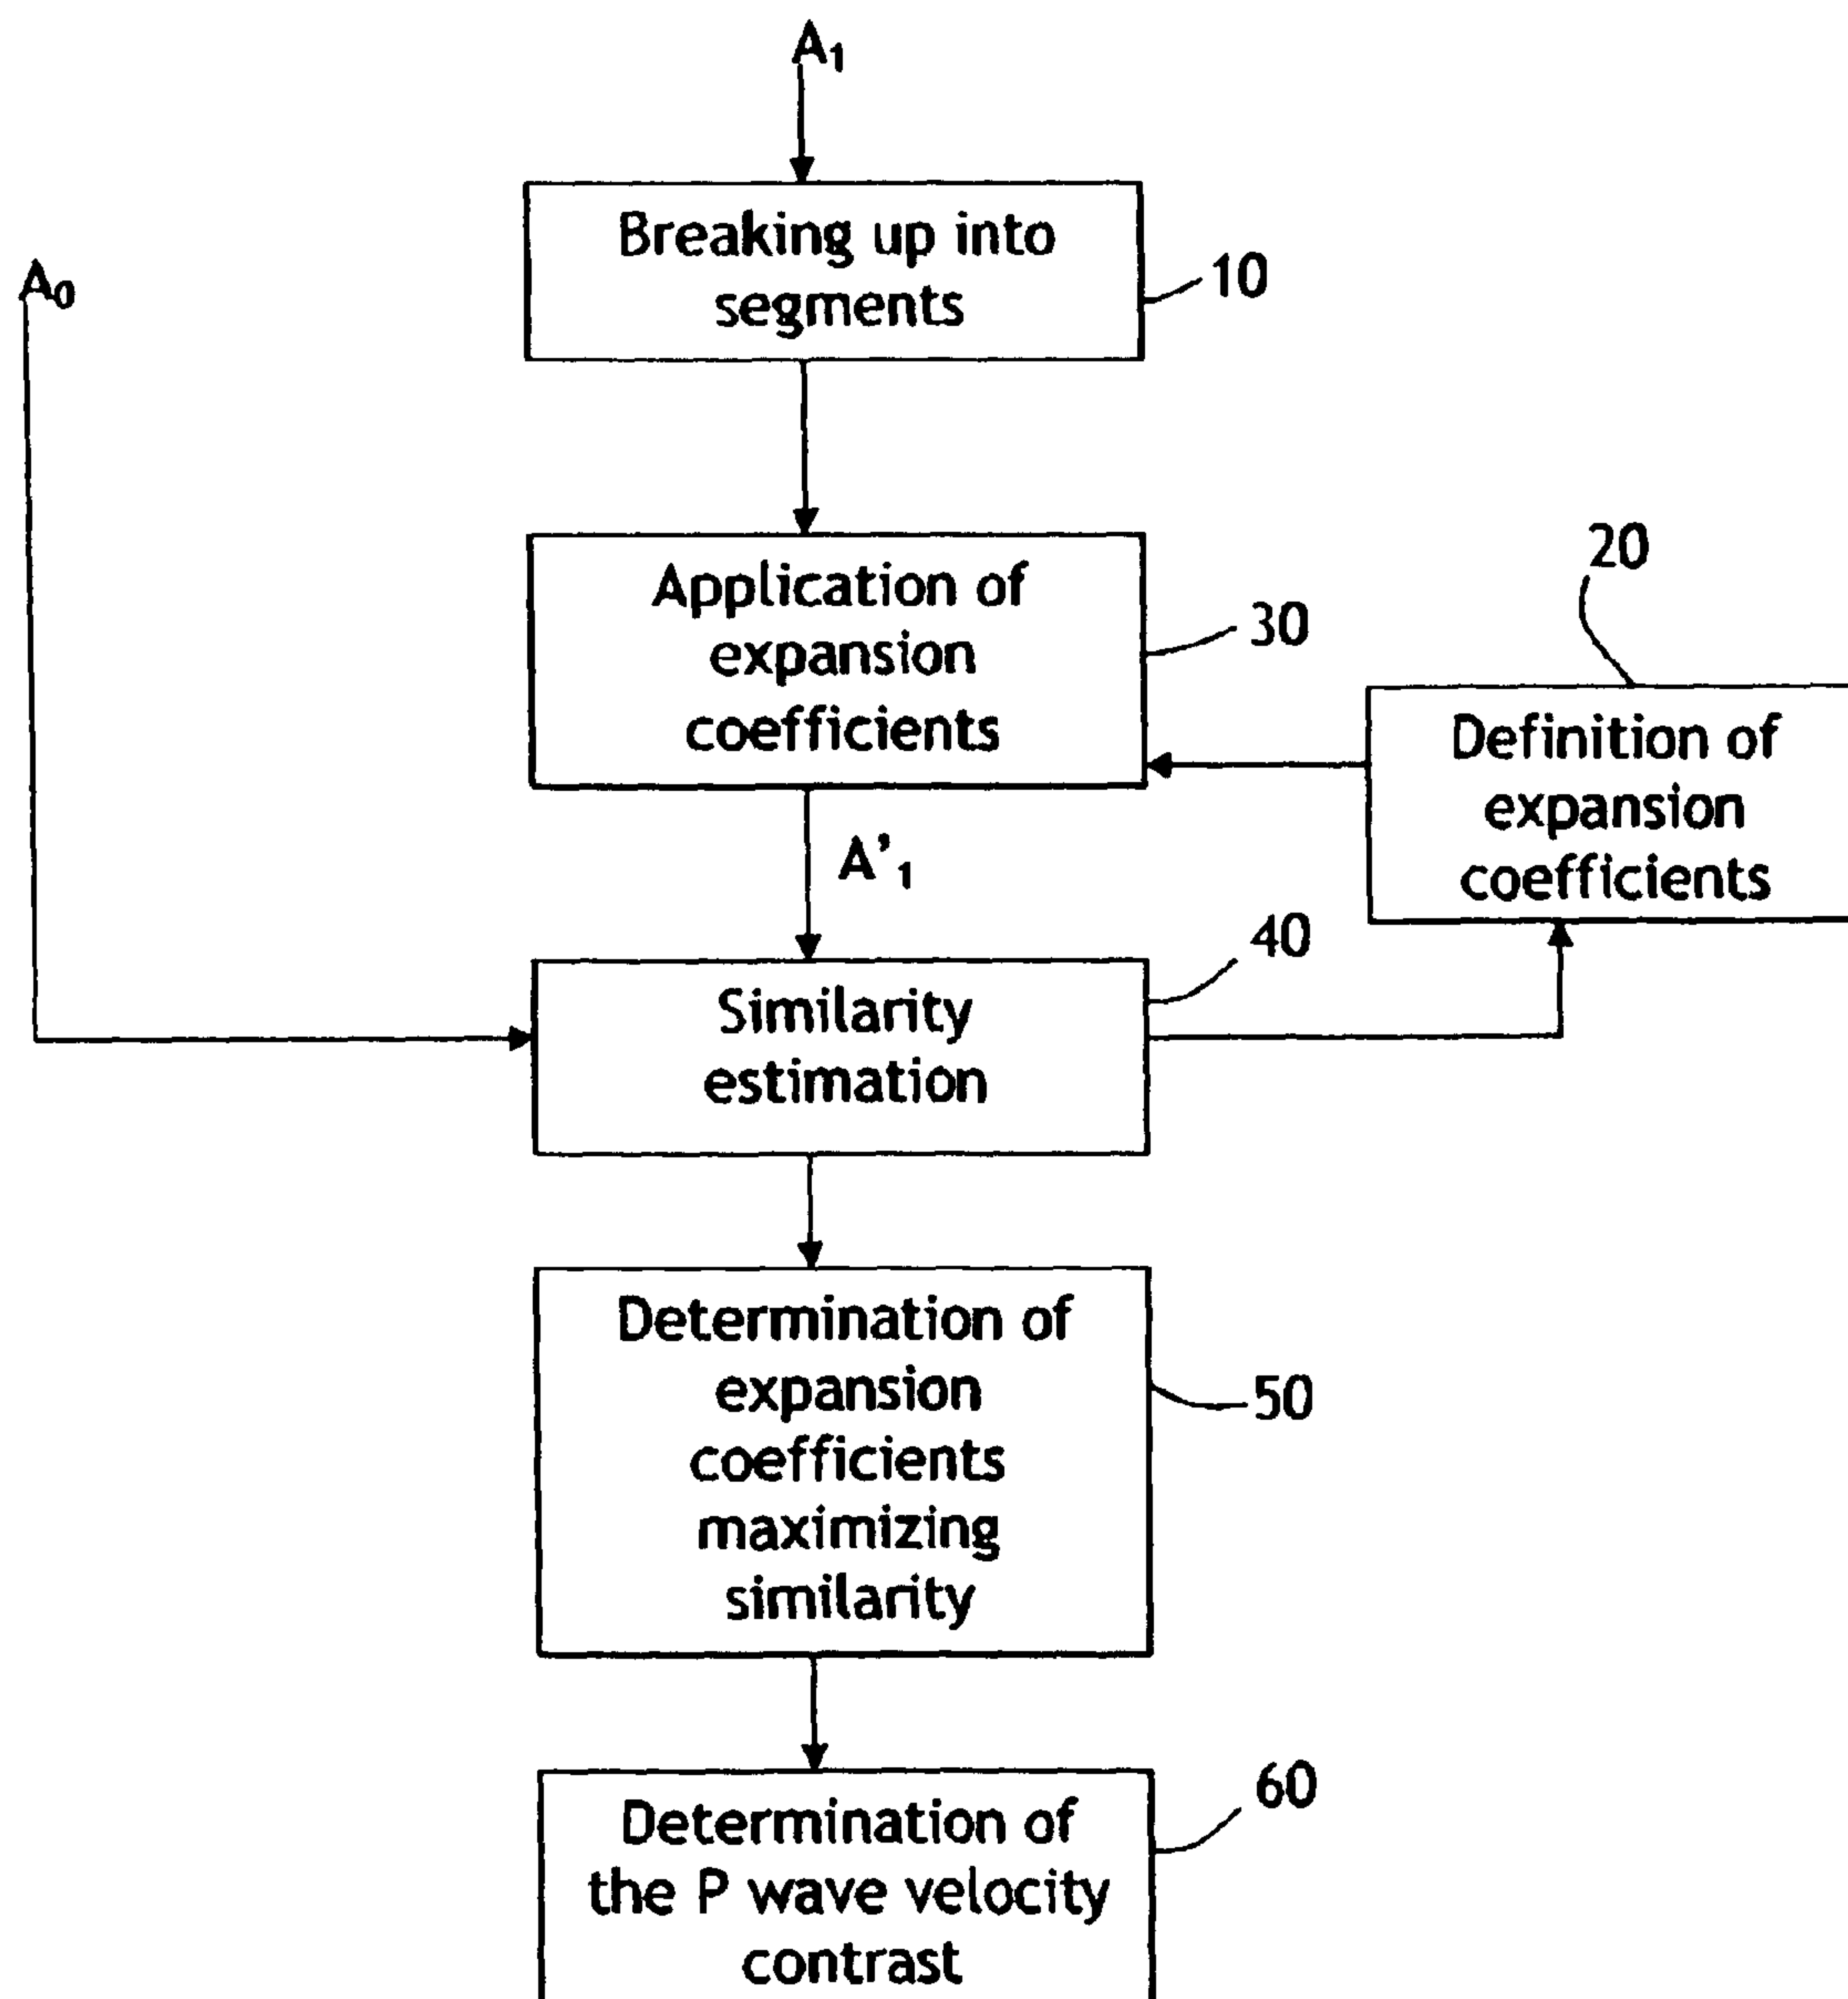 A1
Breaking up into
segments
10
A0
Application of
expansion
coefficients
30
20
Definition of
expansion
coefficients
A'1
40
Similarity
estimation
Determination of
expansion
coefficients
maximizing
similarity
50
60
Determination of
the P wave velocity
contrast